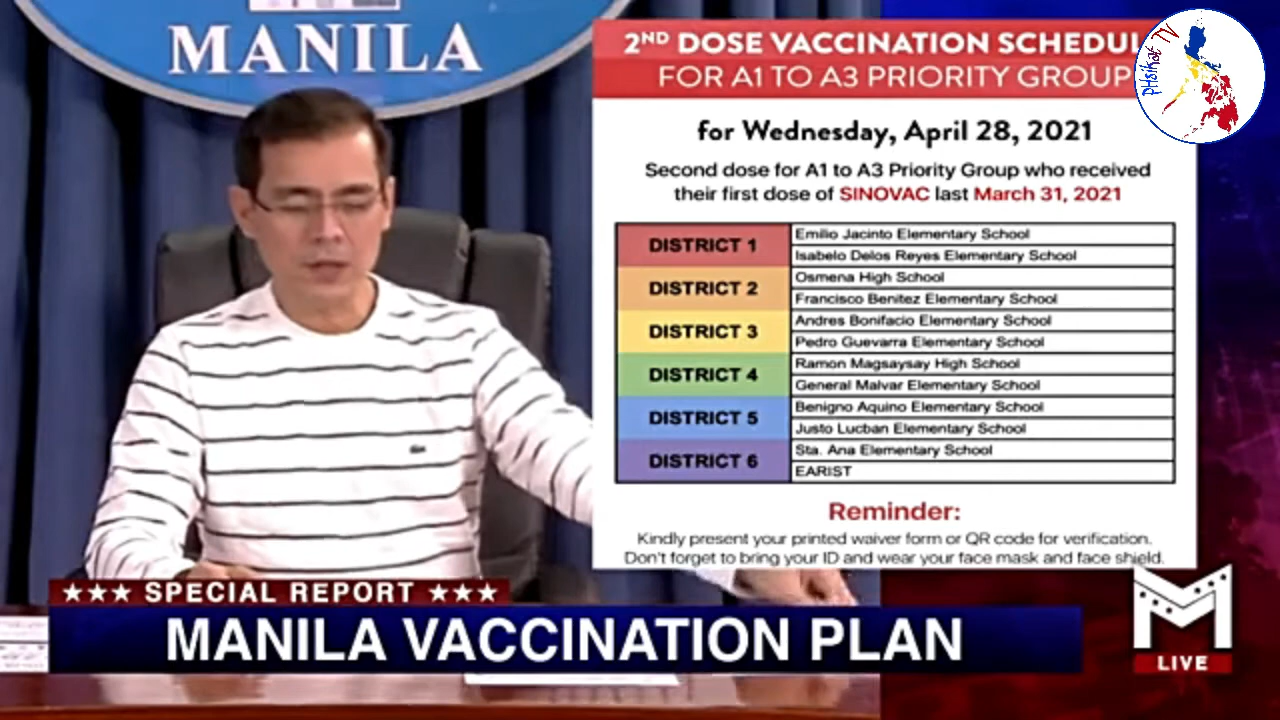 MANILA
2ND DOSE VACCINATION SCHEDUL
FOR A1 TO A3 PRIORITY GROUP
PHsikat TV
for Wednesday, April 28, 2021
Second dose for A1 to A3 Priority Group who received
their first dose of SINOVAC last March 31, 2021
DISTRICT 1
Emilio Jacinto Elementary School
Isabelo Delos Reyes Elementary School
DISTRICT 2
Osmena High School
Francisco Benitez Elementary School
DISTRICT 3
Andres Bonifacio Elementary School
Pedro Guevarra Elementary School
DISTRICT 4
Ramon Magsaysay High School
General Malvar Elementary School
DISTRICT 5
Benigno Aquino Elementary School
Justo Lucban Elementary School
DISTRICT 6
Sta. Ana Elementary School
EARIST
Reminder:
Kindly present your printed waiver form or QR code for verification.
Don't forget to bring your ID and wear your face mask and face shield.
★★★ SPECIAL REPORT ★★★
MANILA VACCINATION PLAN
M
LIVE